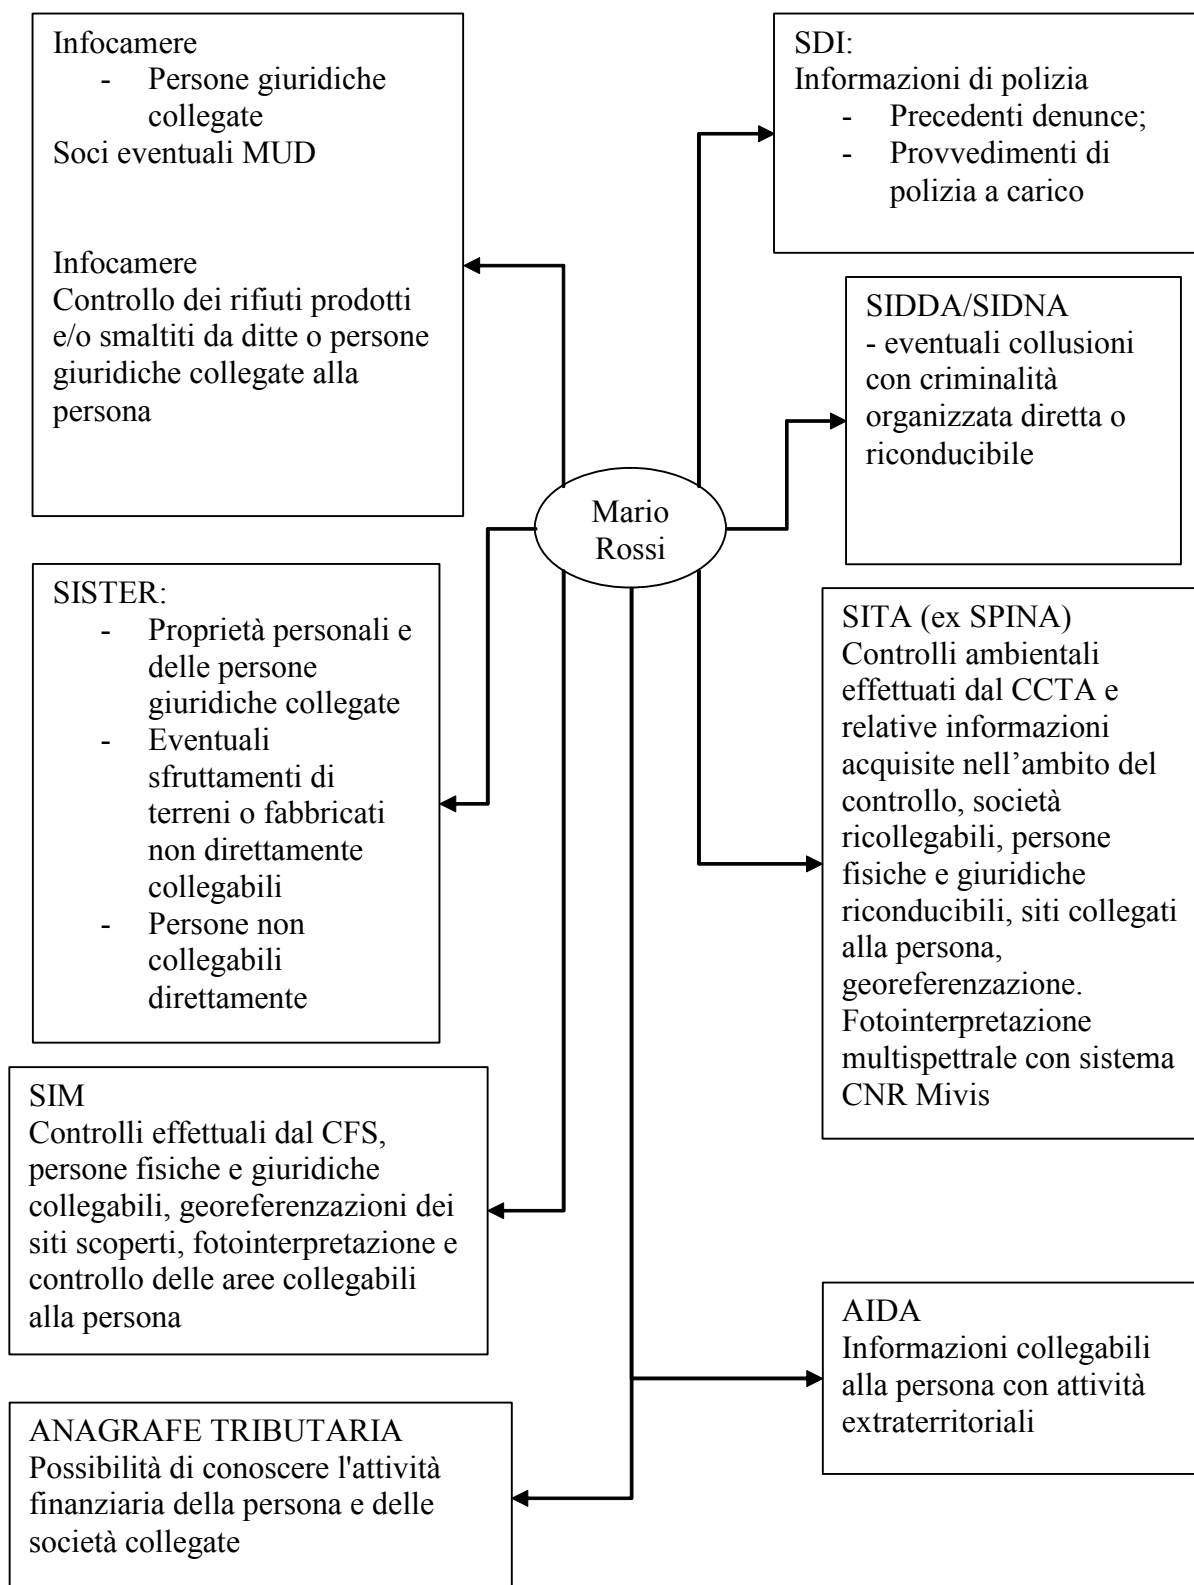 Infocamere
- Persone giuridiche
collegate
Soci eventuali MUD
Infocamere
Controllo dei rifiuti prodotti
e/o smaltiti da ditte o persone
giuridiche collegate alla
persona
SDI:
Informazioni di polizia
- Precedenti denunce;
- Provvedimenti di
polizia a carico
SIDDA/SIDNA
- eventuali collusioni
con criminalità
organizzata diretta o
riconducibile
Mario
Rossi
SISTER:
- Proprietà personali e
delle persone
giuridiche collegate
- Eventuali
sfruttamenti di
terreni o fabbricati
non direttamente
collegabili
- Persone non
collegabili
direttamente
SITA (ex SPINA)
Controlli ambientali
effettuati dal CCTA e
relative informazioni
acquisite nell’ambito del
controllo, società
ricollegabili, persone
fisiche e giuridiche
riconducibili, siti collegati
alla persona,
georeferenzazione.
Fotointerpretazione
multispettrale con sistema
CNR Mivis
SIM
Controlli effettuali dal CFS,
persone fisiche e giuridiche
collegabili, georeferenzazioni dei
siti scoperti, fotointerpretazione e
controllo delle aree collegabili
alla persona
AIDA
Informazioni collegabili
alla persona con attività
extraterritoriali
ANAGRAFE TRIBUTARIA
Possibilità di conoscere l'attività
finanziaria della persona e delle
società collegate